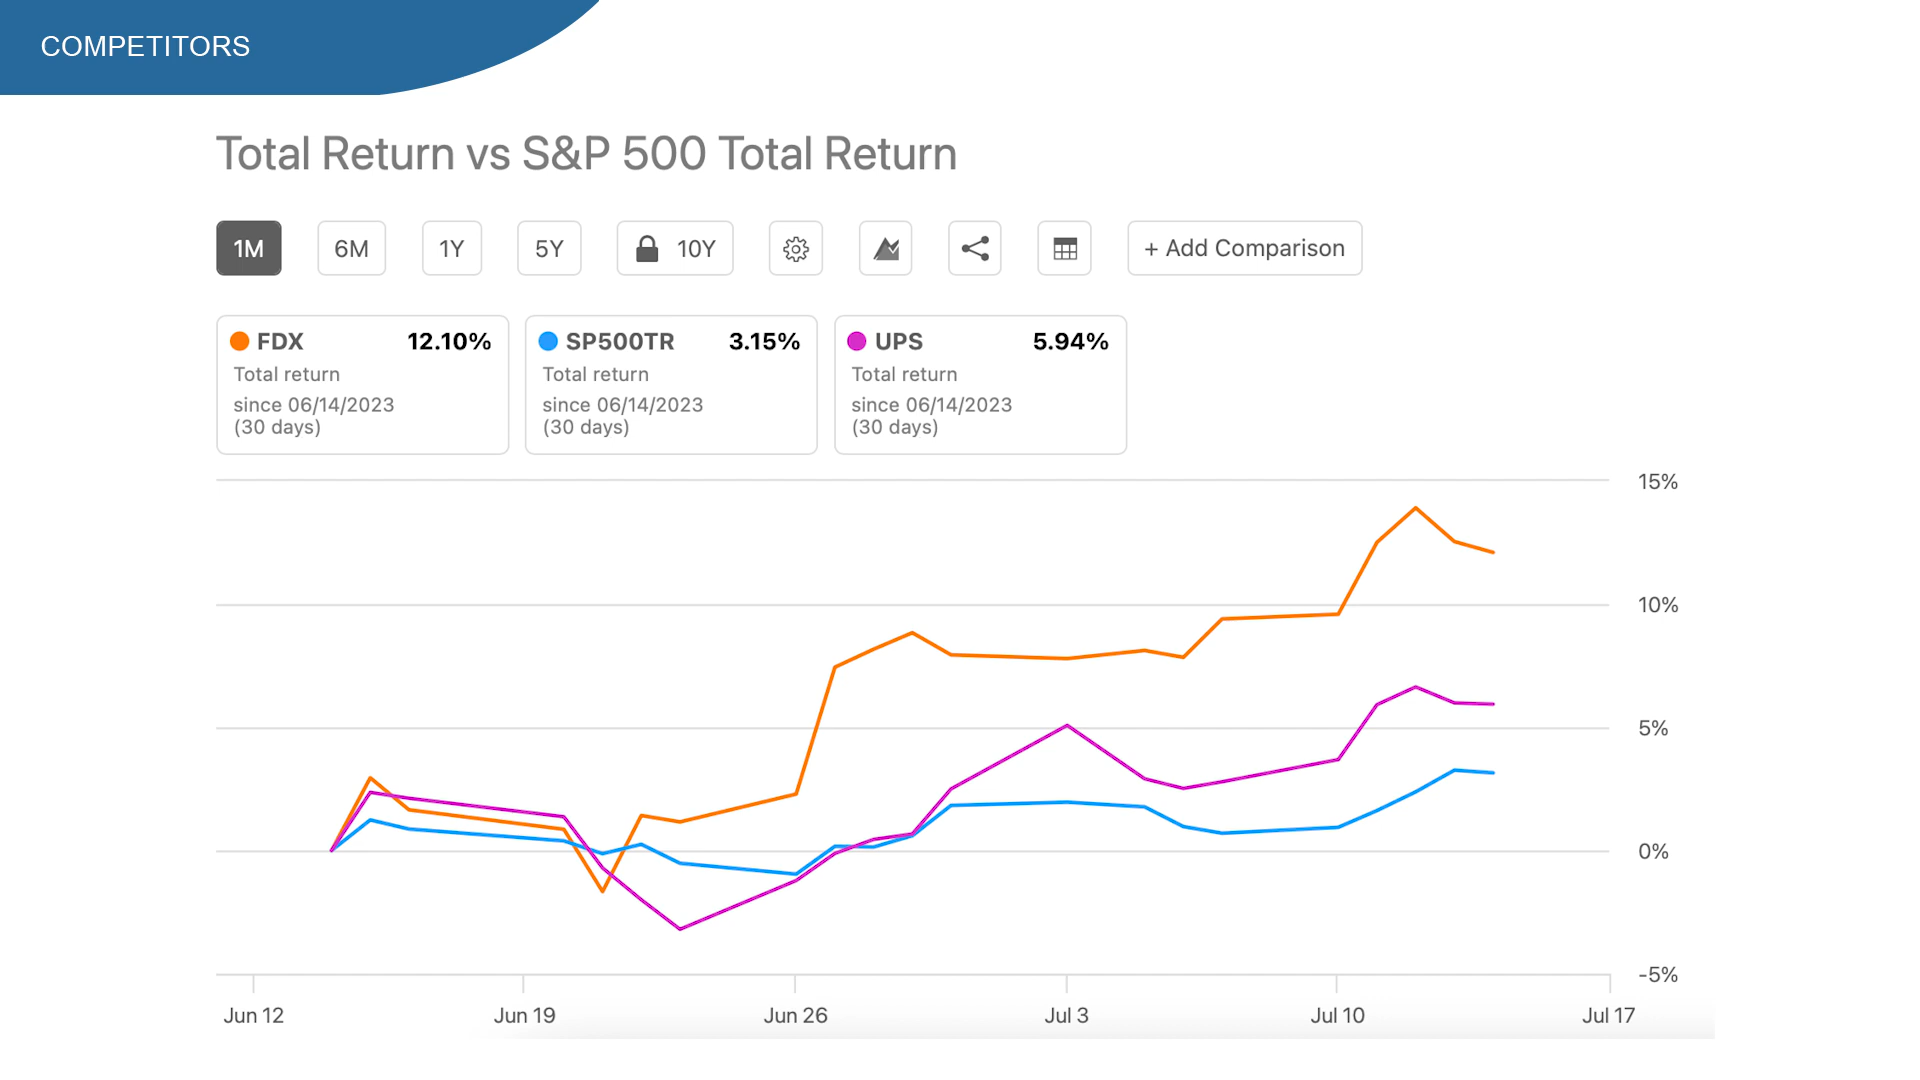 COMPETITORS
Total Return vs S&P 500 Total Return
1M 6M 1Y 5Y 10Y + Add Comparison
FDX 12.10% SP500TR 3.15% UPS 5.94%
Total return Total return Total return
since 06/14/2023 since 06/14/2023 since 06/14/2023
(30 days) (30 days) (30 days)
15%
10%
5%
0%
-5%
Jun 12 Jun 19 Jun 26 Jul 3 Jul 10 Jul 17